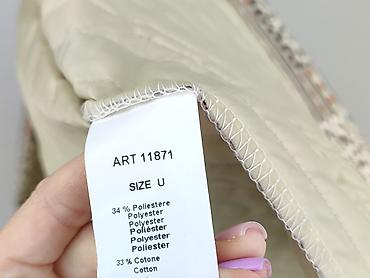 ART 11871
SIZE U
34 % Poliestere
Polyester
Polyester
Poliéster
Polyester
Poliester
33 % Cotone
Cotton